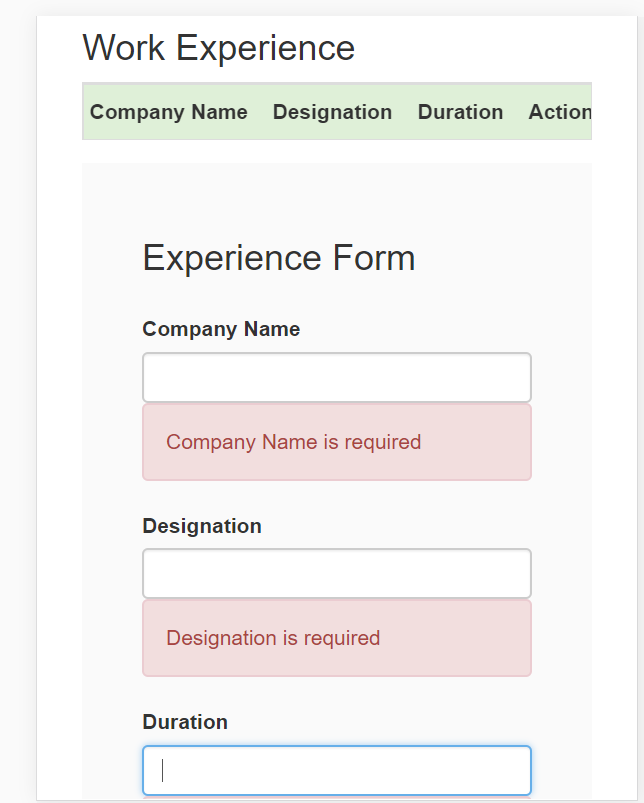 Work Experience
Company Name Designation Duration Action
Experience Form
Company Name
Company Name is required
Designation
Designation is required
Duration